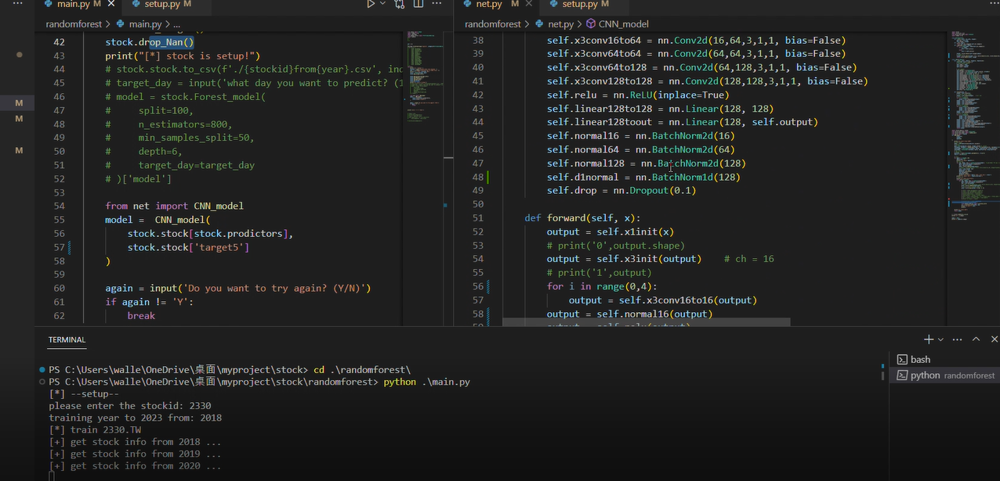 main.py M
setup.py M
randomforest > main.py > ...
42 stock.drop_Nan()
43 print("[*] stock is setup!")
44 # stock.stock.to_csv(f'./{stockid}from{year}.csv', ind
45 # target_day = input('what day you want to predict? (1
46 # model = stock.Forest_model(
47 # split=100,
48 # n_estimators=800,
49 # min_samples_split=50,
50 # depth=6,
51 # target_day=target_day
52 # )['model']
53
54 from net import CNN_model
55 model = CNN_model(
56 stock.stock[stock.prodictors],
57 stock.stock['target5']
58 )
59
60 again = input('Do you want to try again? (Y/N)')
61 if again != 'Y':
62 break
M
M
M
net.py M
setup.py M
randomforest > net.py > CNN_model
38 self.x3conv16to64 = nn.Conv2d(16,64,3,1,1, bias=False)
39 self.x3conv64to64 = nn.Conv2d(64,64,3,1,1, bias=False)
40 self.x3conv64to128 = nn.Conv2d(64,128,3,1,1, bias=False)
41 self.x3conv128to128 = nn.Conv2d(128,128,3,1,1, bias=False)
42 self.relu = nn.ReLU(inplace=True)
43 self.linear128to128 = nn.Linear(128, 128)
44 self.linear128toout = nn.Linear(128, self.output)
45 self.normal16 = nn.BatchNorm2d(16)
46 self.normal64 = nn.BatchNorm2d(64)
47 self.normal128 = nn.BatchNorm2d(128)
48 self.d1normal = nn.BatchNorm1d(128)
49 self.drop = nn.Dropout(0.1)
50
51 def forward(self, x):
52 output = self.x1init(x)
53 # print('0',output.shape)
54 output = self.x3init(output) # ch = 16
55 # print('1',output)
56 for i in range(0,4):
57 output = self.x3conv16to16(output)
58 output = self.normal16(output)
TERMINAL
PS C:\Users\walle\OneDrive\桌面\myproject\stock> cd .\randomforest\
PS C:\Users\walle\OneDrive\桌面\myproject\stock\randomforest> python .\main.py
[*] --setup--
please enter the stockid: 2330
training year to 2023 from: 2018
[*] train 2330.TW
[+] get stock info from 2018 ...
[+] get stock info from 2019 ...
[+] get stock info from 2020 ...
bash
python randomforest